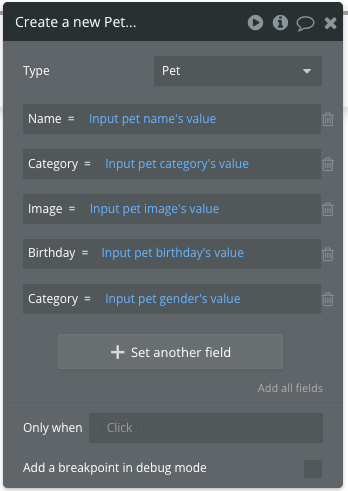 Create a new Pet...
Type Pet
Name = Input pet name's value
Category = Input pet category's value
Image = Input pet image's value
Birthday = Input pet birthday's value
Category = Input pet gender's value
Set another field
Add all fields
Only when Click
Add a breakpoint in debug mode